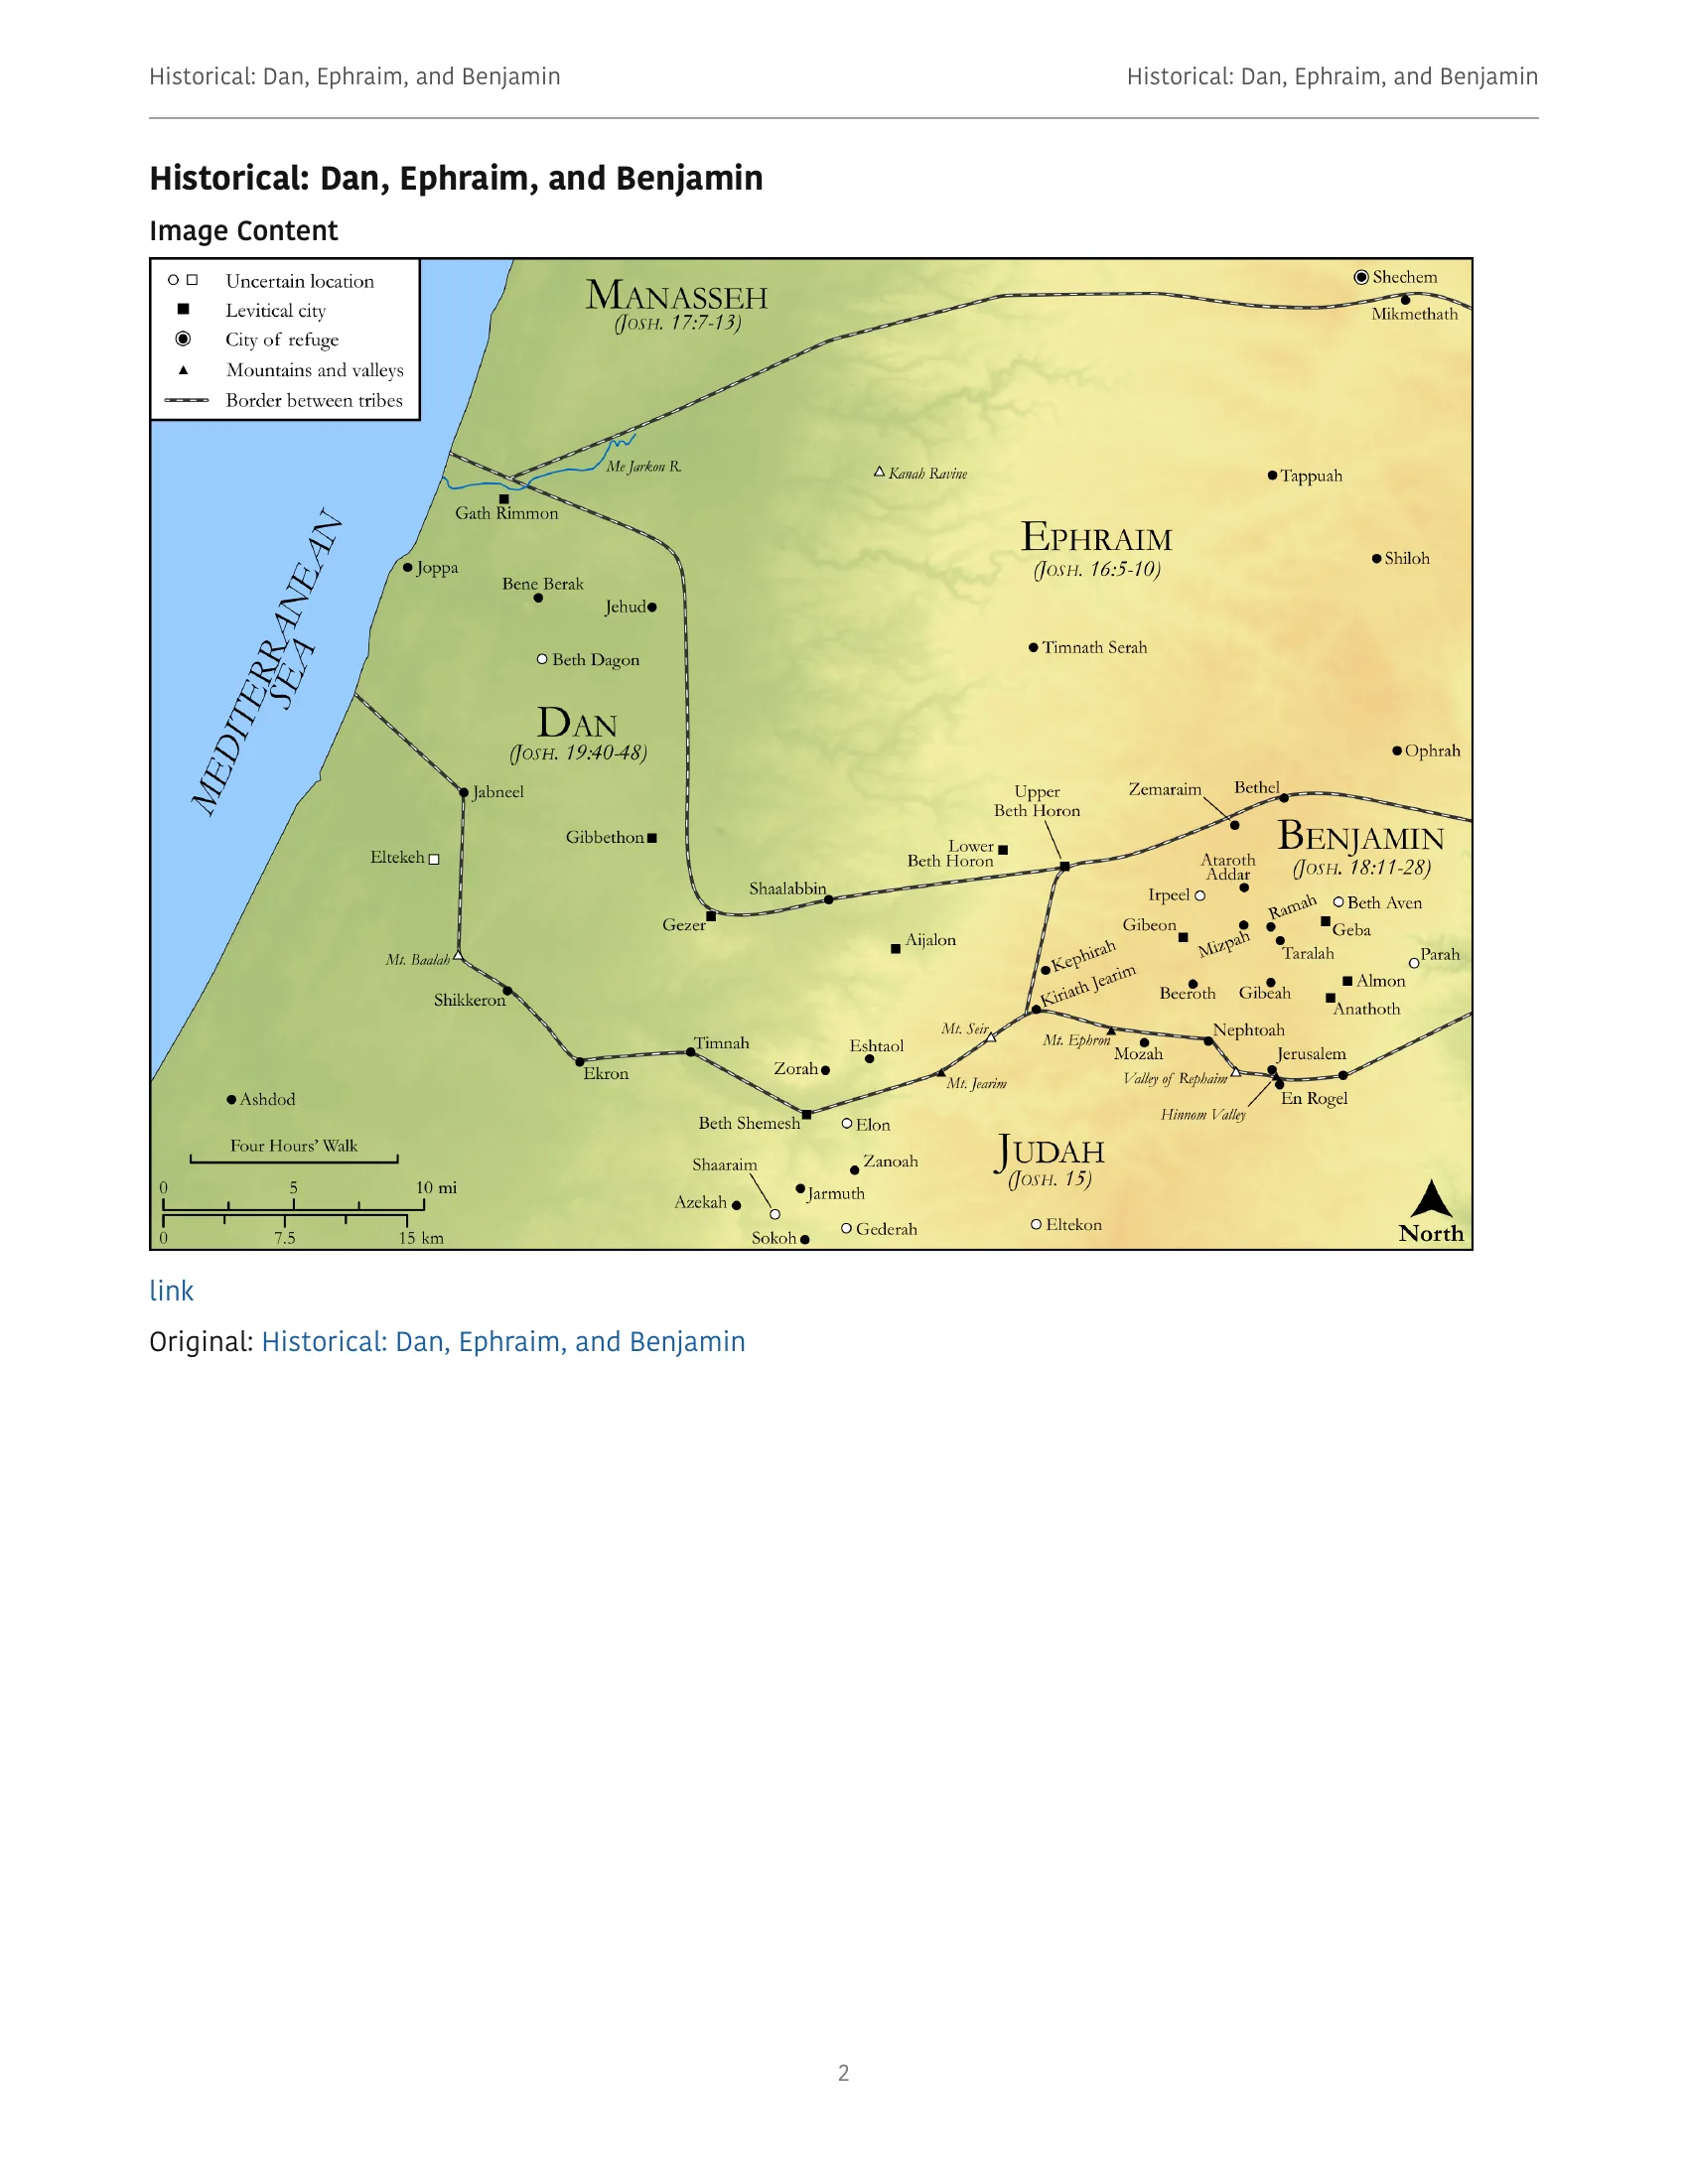 Historical: Dan, Ephraim, and Benjamin
Historical: Dan, Ephraim, and Benjamin
Historical: Dan, Ephraim, and Benjamin
Image Content
Uncertain location
Levitical city
City of refuge
Mountains and valleys
Border between tribes
MANASSEH
(JOSH. 17:7-13)
Shechem
Mikmethath
Me Jarkon R.
Kanah Ravine
Tappuah
Gath Rimmon
EPHRAIM
(JOSH. 16:5-10)
Shiloh
MEDITERRANEAN
SEA
Joppa
Bene Berak
Jehud
Beth Dagon
Timnath Serah
DAN
(JOSH. 19:40-48)
Ophrah
Jabneel
Upper
Beth Horon
Zemaraim
Bethel
Gibbethon
Eltekeh
Lower
Beth Horon
BENJAMIN
(JOSH. 18:11-28)
Ataroth
Addar
Shaalabbin
Irpeel
Beth Aven
Gezer
Gibeon
Ramah
Geba
Aijalon
Mizpah
Taralah
Parah
Mt. Baalah
Kephirah
Kiriath Jearim
Beeroth
Gibeah
Almon
Anathoth
Shikkeron
Mt. Seir
Mt. Ephron
Nephtoah
Timnah
Eshtaol
Mozah
Jerusalem
Ekron
Zorah
Mt. Jearim
Valley of Rephaim
En Rogel
Ashdod
Hinnom Valley
Beth Shemesh
Elon
Four Hours' Walk
JUDAH
(JOSH. 15)
Shaaraim
Zanoah
0 5 10 mi
Jarmuth
Azekah
Gederah
Eltekon
Sokoh
0 7.5 15 km
North
link
Original: Historical: Dan, Ephraim, and Benjamin
2